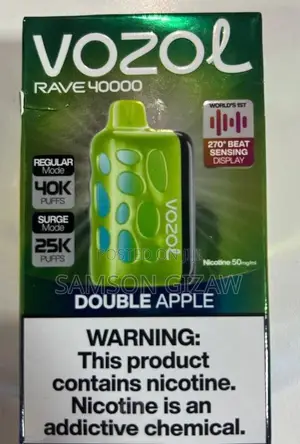 VOZOL
RAVE 40000
WORLD'S 1ST
270° BEAT
SENSING
DISPLAY
REGULAR
Mode
40K
PUFFS
SURGE
Mode
25K
PUFFS
VOZOL
Nicotine 50mg/ml
SAMSON GIZAW
DOUBLE APPLE
WARNING:
This product
contains nicotine.
Nicotine is an
addictive chemical.